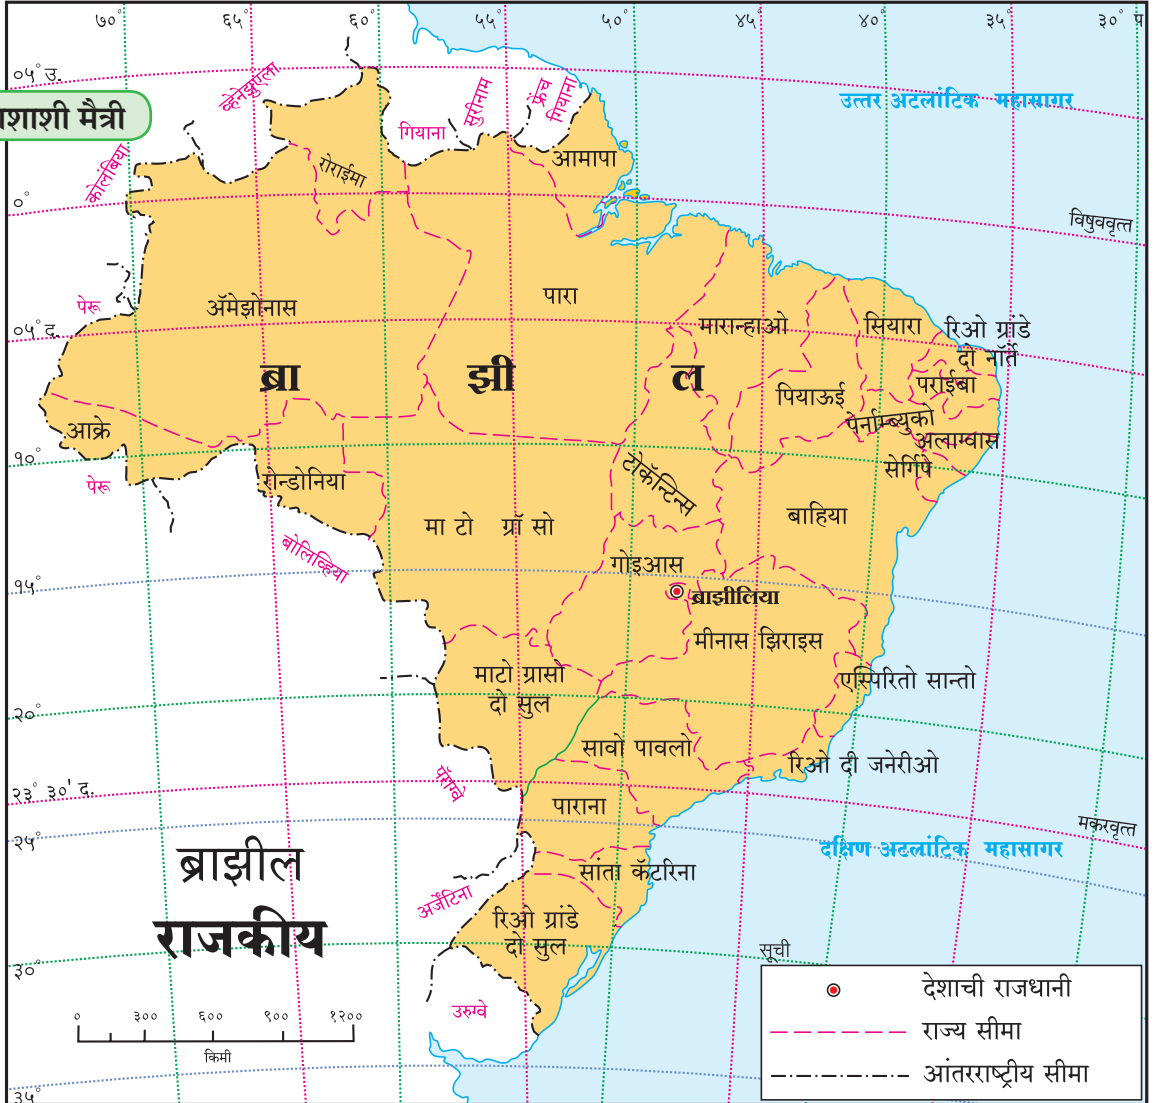 ७०° ६५° ६०° ५५° ५०° ४५° ४०° ३५° ३०° प
०५° उ.
व्हेनेझुएला
सुरीनाम
फ्रेंच
गियाना
उत्तर अटलांटिक महासागर
शाशी मैत्री
गियाना
कोलंबिया
रोराईमा
आमापा
०°
विषुववृत्त
पेरू
ॲमेझोनास
पारा
०५° द.
मारान्हाओ
सियारा
रिओ ग्रांडे
दो नॉर्ते
ब्रा झी ल
पराईबा
पियाऊई
पेर्नाम्ब्युको
आक्रे
अलाग्वास
१०°
सेर्गिपे
पेरू
रोन्डोनिया
टोकॅन्टिन्स
मा टो ग्रॉ सो
बाहिया
बोलिव्हिया
गोइआस
१५°
ब्राझीलिया
मीनास झिराइस
माटो ग्रासो
दो सुल
एस्पिरितो सान्तो
२०°
सावो पावलो
रिओ दी जनेरीओ
पॅराग्वे
२३° ३०' द.
पाराना
मकरवृत्त
२५°
दक्षिण अटलांटिक महासागर
ब्राझील
राजकीय
सांता कॅटरिना
अर्जेंटिना
रिओ ग्रांडे
दो सुल
३०°
उरुग्वे
० ३०० ६०० ९०० १२००
किमी
३५°
सूची
देशाची राजधानी
राज्य सीमा
आंतरराष्ट्रीय सीमा